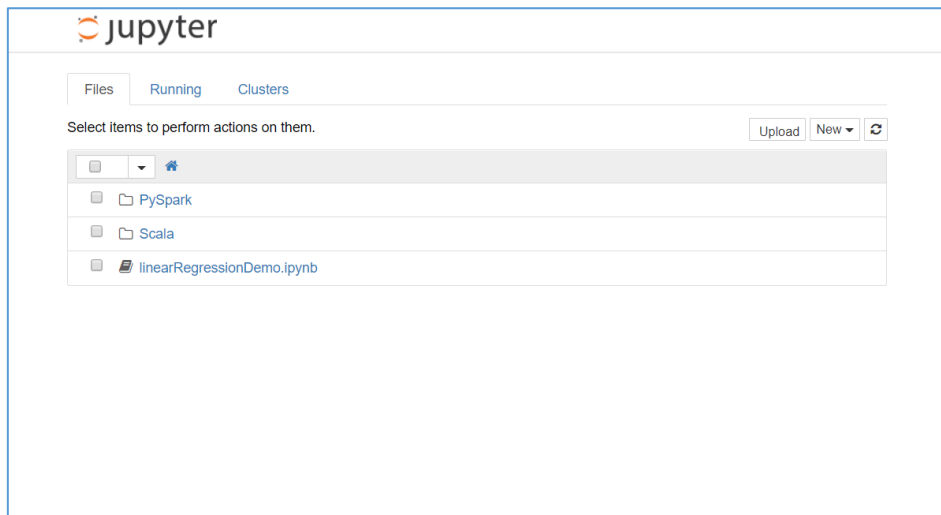 jupyter
Files Running Clusters
Select items to perform actions on them.
Upload New
PySpark
Scala
linearRegressionDemo.ipynb